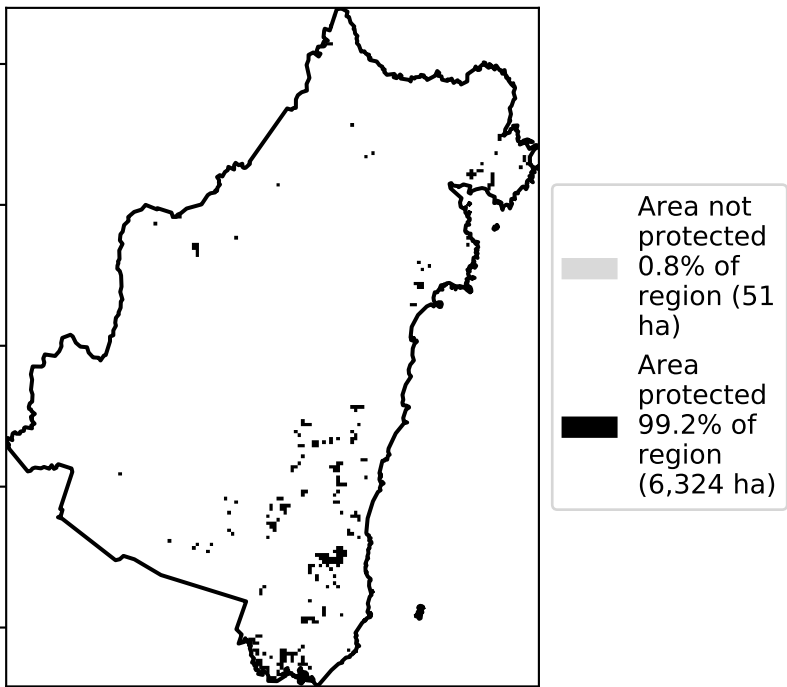 Area not
protected
0.8% of
region (51
ha)
Area
protected
99.2% of
region
(6,324 ha)